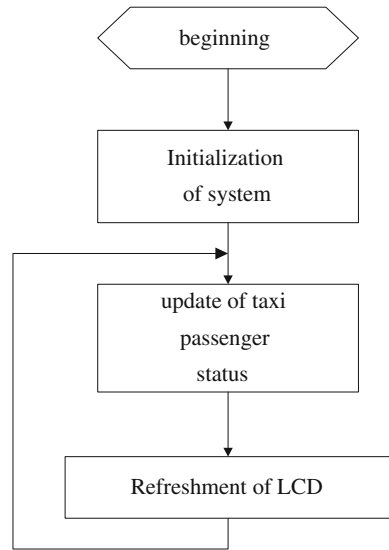 beginning
Initialization
of system
update of taxi
passenger
status
Refreshment of LCD